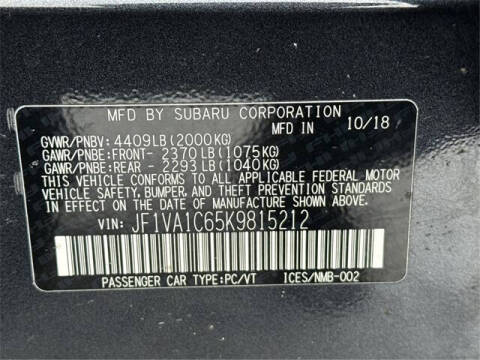 MFD BY SUBARU CORPORATION
MFD IN 10/18
GVWR/PNBV: 4409LB(2000KG)
GAWR/PNBE:FRONT- 2370LB(1075KG)
GAWR/PNBE:REAR - 2293LB(1040KG)
THIS VEHICLE CONFORMS TO ALL APPLICABLE FEDERAL MOTOR
VEHICLE SAFETY, BUMPER, AND THEFT PREVENTION STANDARDS
IN EFFECT ON THE DATE OF MANUFACTURE SHOWN ABOVE.
VIN: JF1VA1C65K9815212
PASSENGER CAR TYPE:PC/VT ICES/NMB-002